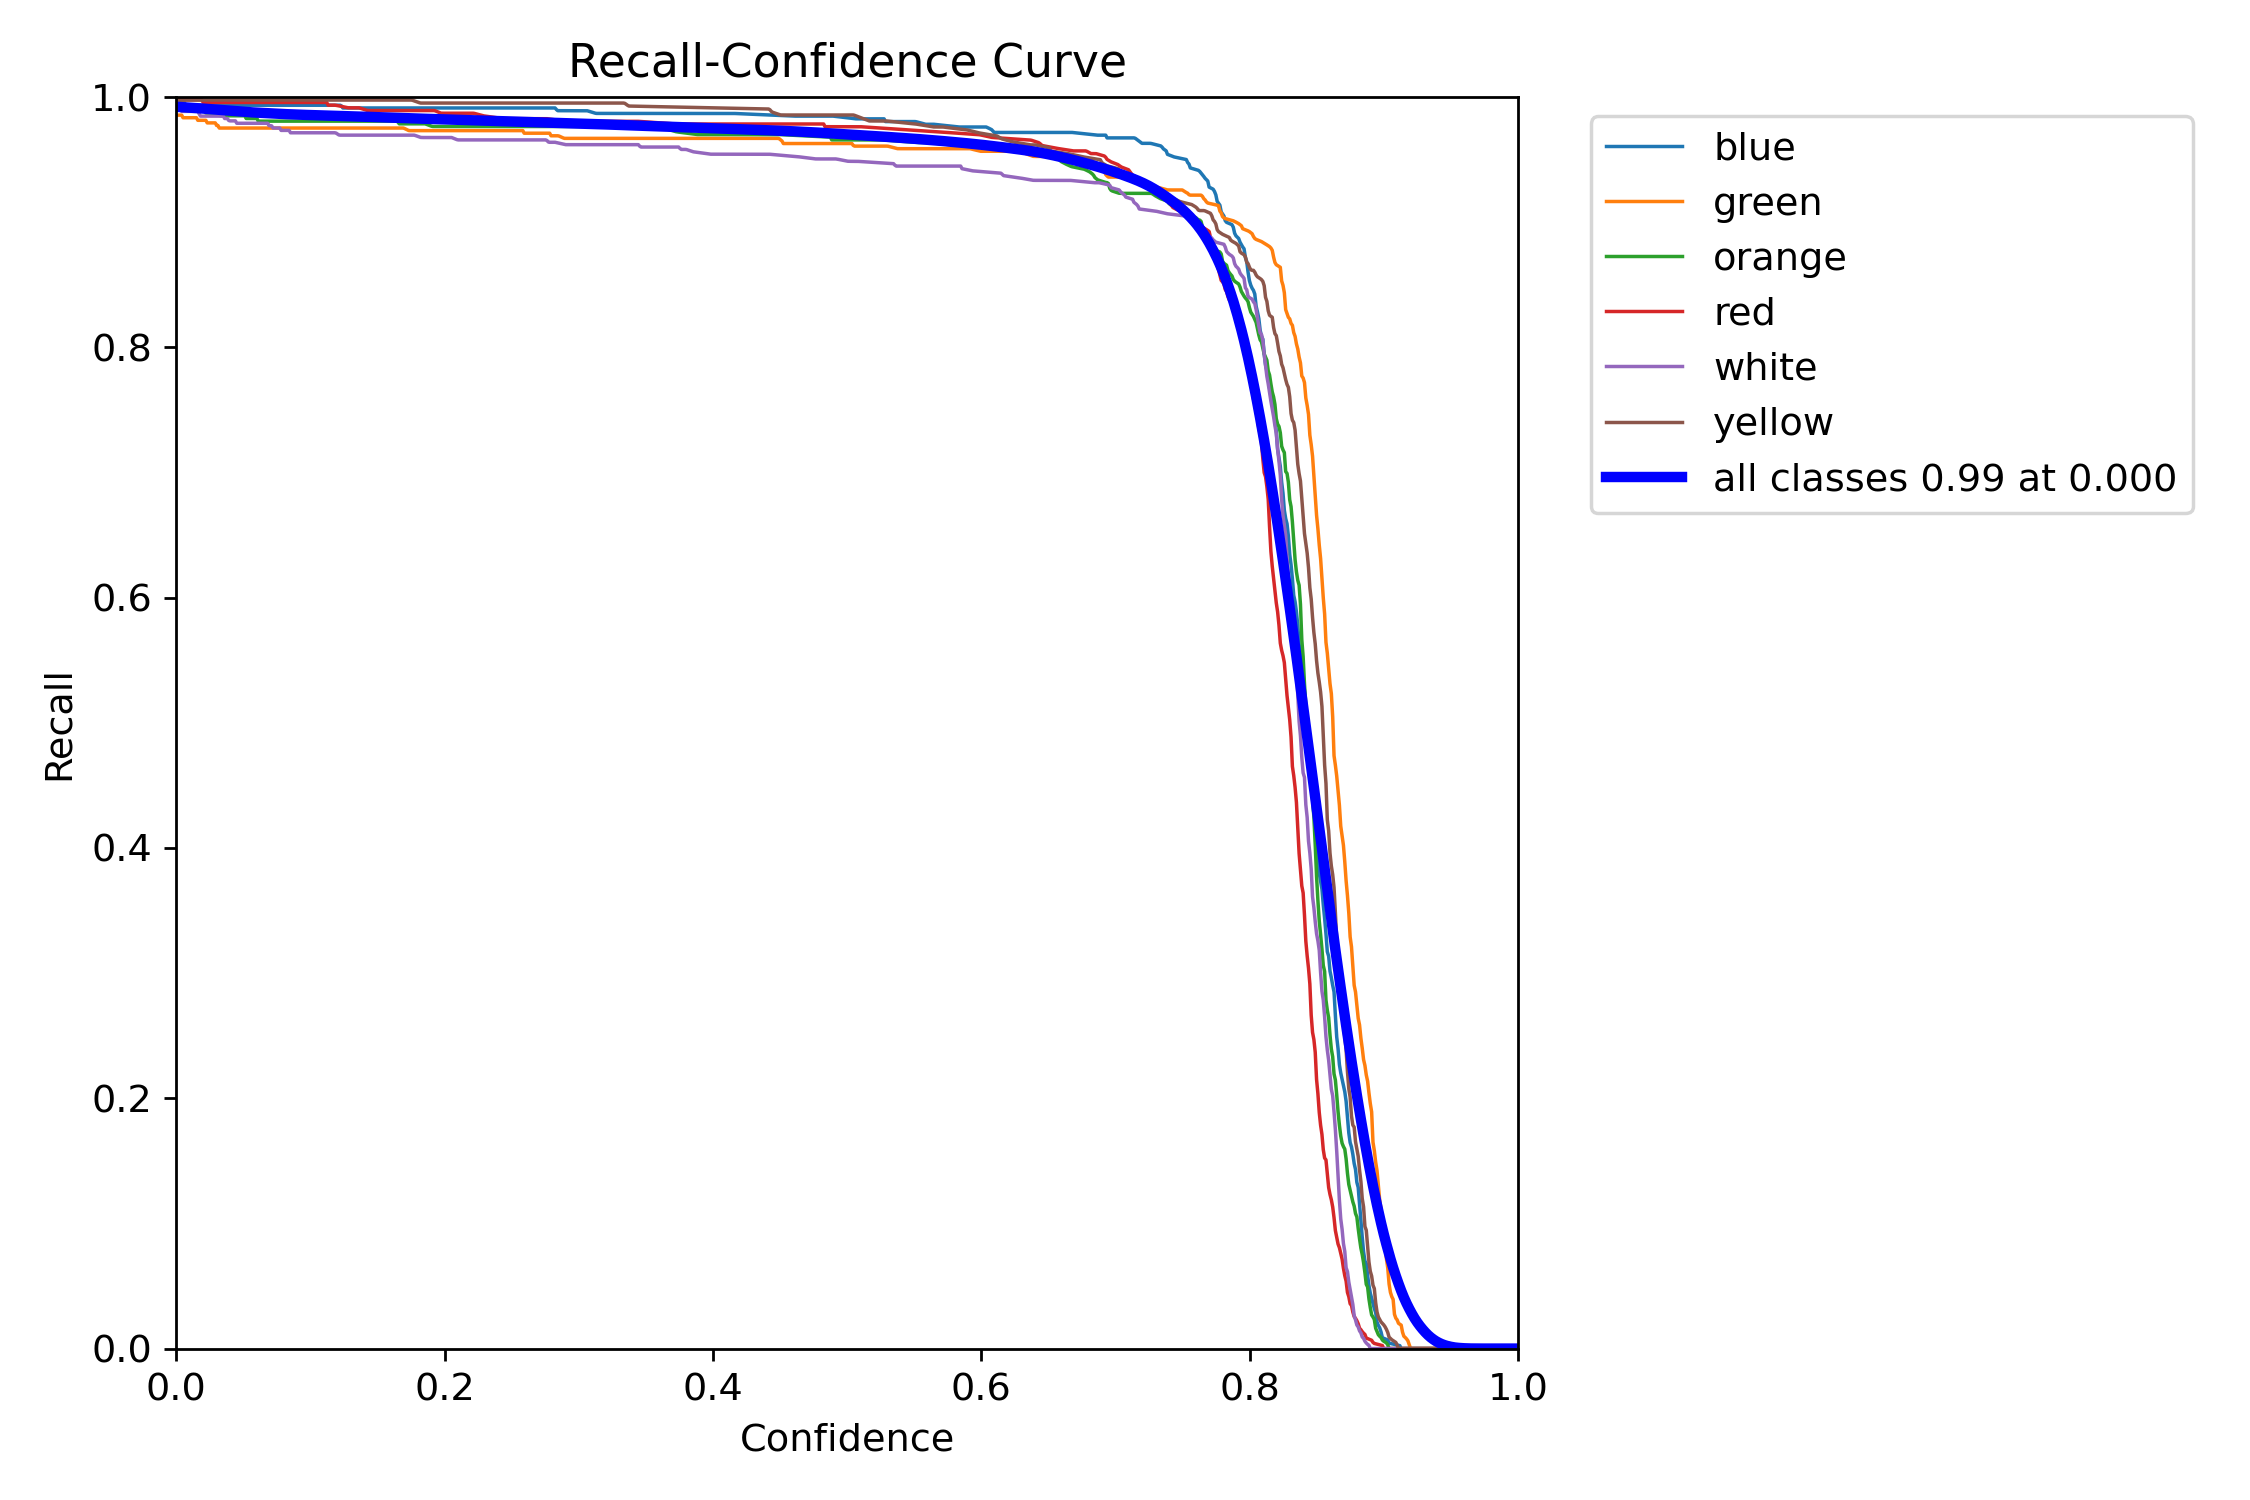 Recall-Confidence Curve
1.0
0.8
0.6
0.4
0.2
0.0
Recall
0.0 0.2 0.4 0.6 0.8 1.0
Confidence
blue
green
orange
red
white
yellow
all classes 0.99 at 0.000